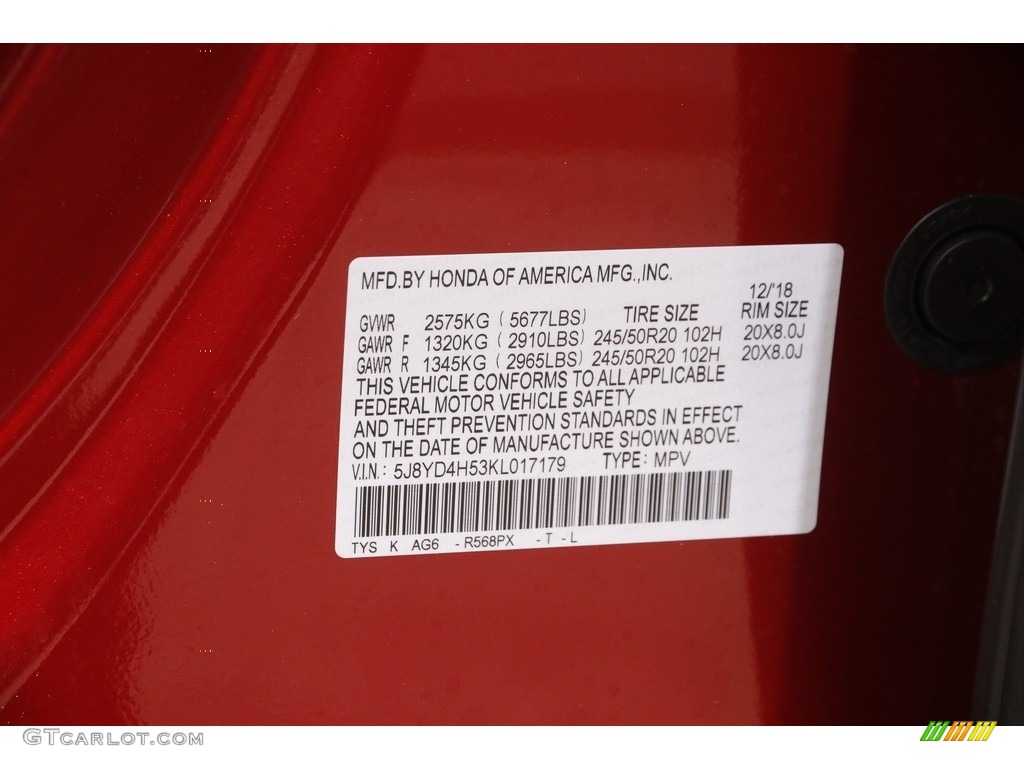 MFD.BY HONDA OF AMERICA MFG.,INC.
12/'18
GVWR 2575KG ( 5677LBS) TIRE SIZE RIM SIZE
GAWR F 1320KG ( 2910LBS) 245/50R20 102H 20X8.0J
GAWR R 1345KG ( 2965LBS) 245/50R20 102H 20X8.0J
THIS VEHICLE CONFORMS TO ALL APPLICABLE
FEDERAL MOTOR VEHICLE SAFETY
AND THEFT PREVENTION STANDARDS IN EFFECT
ON THE DATE OF MANUFACTURE SHOWN ABOVE.
V.I.N.: 5J8YD4H53KL017179 TYPE: MPV
TYS K AG6 -R568PX -T -L
GTCARLOT.COM